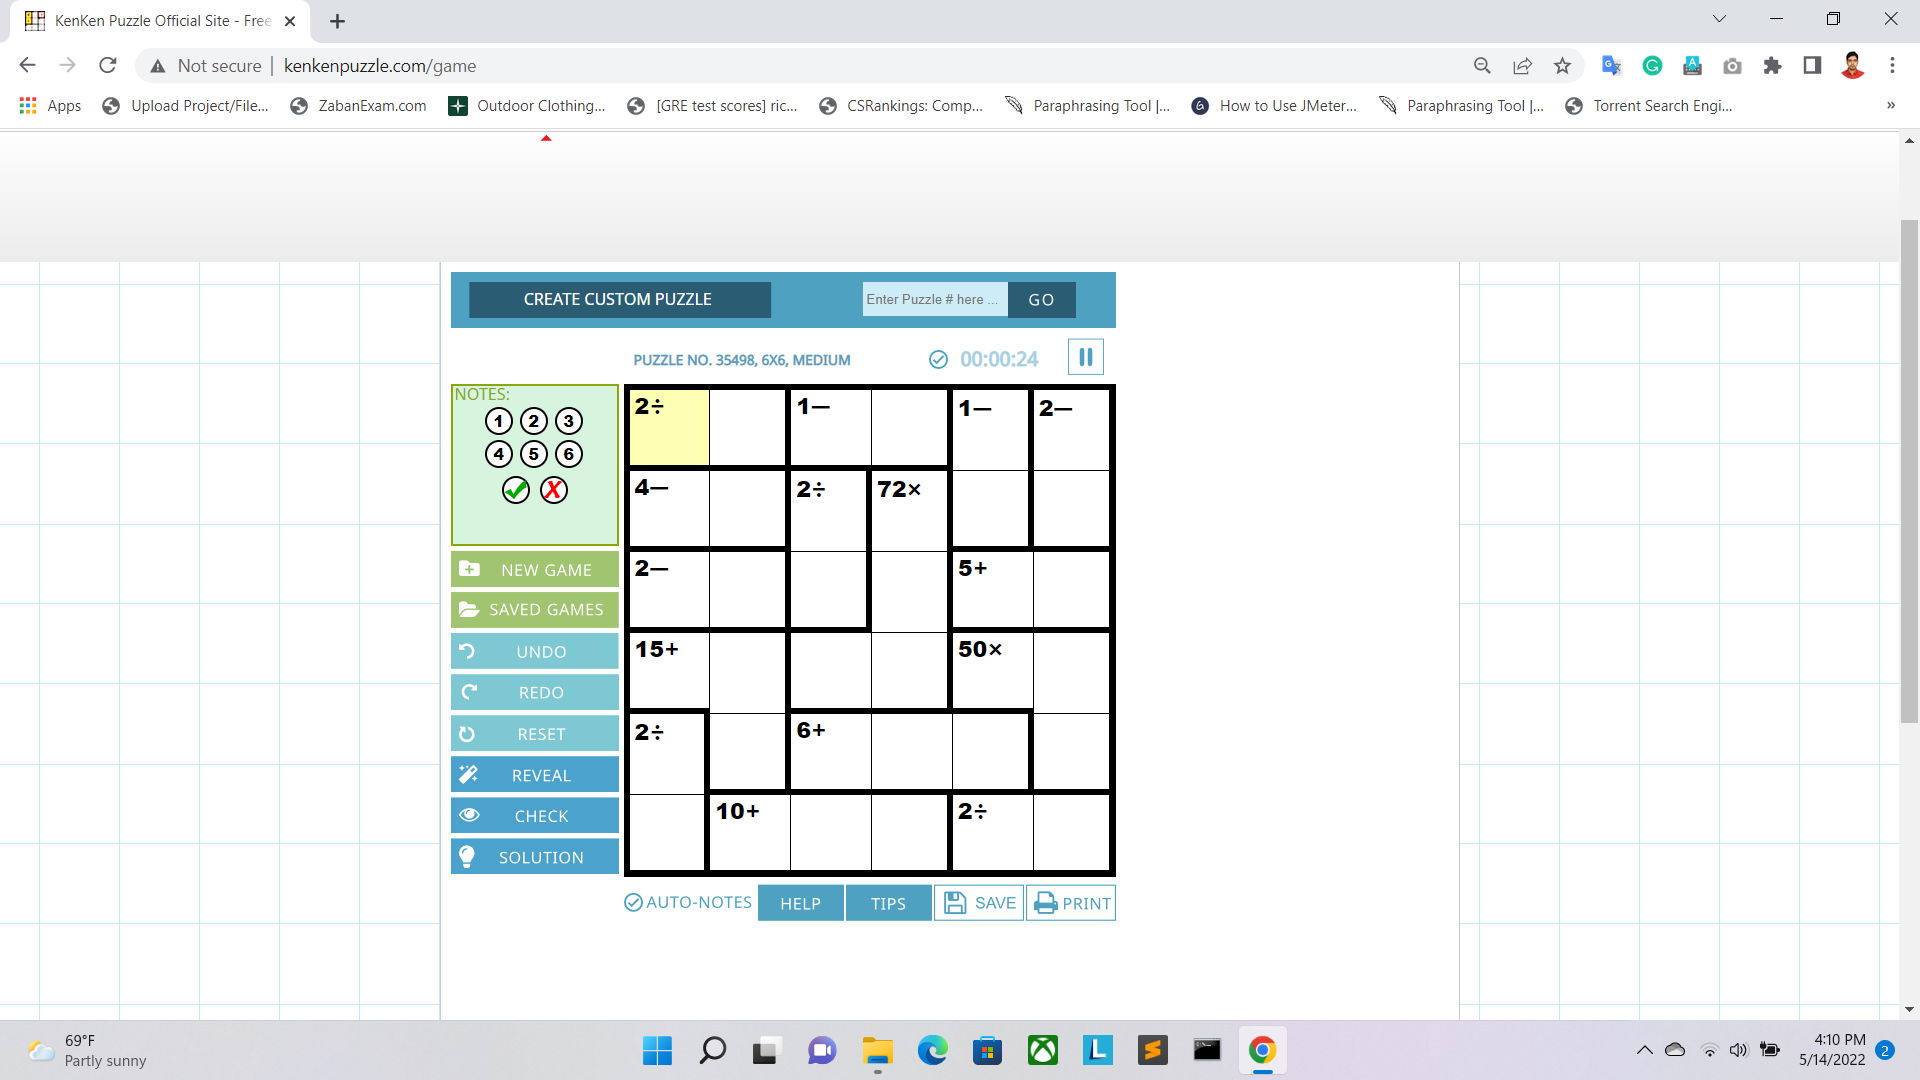 KenKen Puzzle Official Site - Free
Not secure | kenkenpuzzle.com/game
Apps Upload Project/File... ZabanExam.com Outdoor Clothing... [GRE test scores] ric... CSRankings: Comp... Paraphrasing Tool |... How to Use JMeter... Paraphrasing Tool |... Torrent Search Engi... »
CREATE CUSTOM PUZZLE Enter Puzzle # here ... GO
PUZZLE NO. 35498, 6X6, MEDIUM 00:00:24
NOTES:
1 2 3
4 5 6
2÷ 1− 1− 2−
4− 2÷ 72×
2− 5+
15+ 50×
2÷ 6+
10+ 2÷
NEW GAME
SAVED GAMES
UNDO
REDO
RESET
REVEAL
CHECK
SOLUTION
AUTO-NOTES HELP TIPS SAVE PRINT
69°F
Partly sunny
4:10 PM
5/14/2022 2